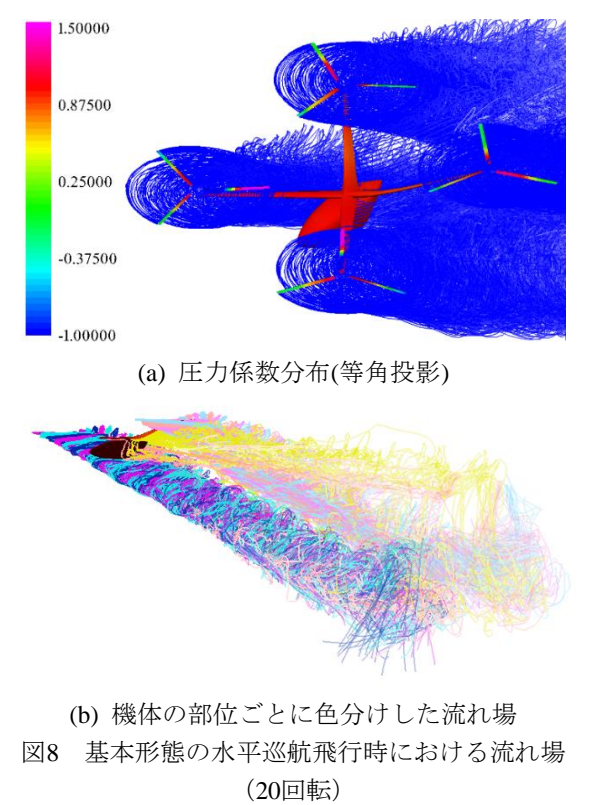 1.50000
0.87500
0.25000
-0.37500
-1.00000
(a) 圧力係数分布(等角投影)
(b) 機体の部位ごとに色分けした流れ場
図8 基本形態の水平巡航飛行時における流れ場
（20回転）